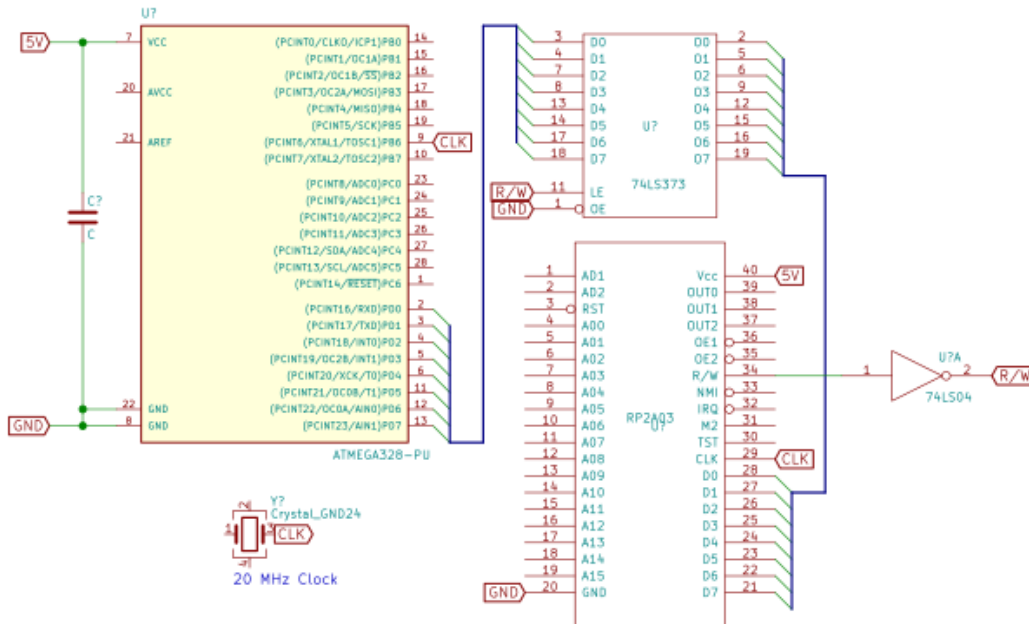 U?
5V
7 VCC
20 AVCC
21 AREF
22 GND
GND 8 GND
(PCINT0/CLKO/ICP1)PB0 14
(PCINT1/OC1A)PB1 15
(PCINT2/OC1B/SS)PB2 16
(PCINT3/OC2A/MOSI)PB3 17
(PCINT4/MISO)PB4 18
(PCINT5/SCK)PB5 19
(PCINT6/XTAL1/TOSC1)PB6 9 CLK
(PCINT7/XTAL2/TOSC2)PB7 10
(PCINT8/ADC0)PC0 23
(PCINT9/ADC1)PC1 24
(PCINT10/ADC2)PC2 25
(PCINT11/ADC3)PC3 26
(PCINT12/SDA/ADC4)PC4 27
(PCINT13/SCL/ADC5)PC5 28
(PCINT14/RESET)PC6 1
(PCINT16/RXD)PD0 2
(PCINT17/TXD)PD1 3
(PCINT18/INT0)PD2 4
(PCINT19/OC2B/INT1)PD3 5
(PCINT20/XCK/T0)PD4 6
(PCINT21/OC0B/T1)PD5 11
(PCINT22/OC0A/AIN0)PD6 12
(PCINT23/AIN1)PD7 13
ATMEGA328-PU
C?
C
3 D0 O0 2
4 D1 O1 5
7 D2 O2 6
8 D3 O3 9
13 D4 O4 12
14 D5 O5 15
17 D6 O6 16
18 D7 O7 19
U?
74LS373
R/W 11 LE
GND 1 OE
1 AD1 Vcc 40 5V
2 AD2 OUT0 39
3 RST OUT1 38
4 A00 OUT2 37
5 A01 OE1 36
6 A02 OE2 35
7 A03 R/W 34
8 A04 NMI 33
9 A05 IRQ 32
10 A06 M2 31
11 A07 TST 30
12 A08 CLK 29 CLK
13 A09 D0 28
14 A10 D1 27
15 A11 D2 26
16 A12 D3 25
17 A13 D4 24
18 A14 D5 23
19 A15 D6 22
GND 20 GND D7 21
RP2A03
U?
U?A
1 2 R/W
74LS04
Y?
Crystal_GND24
2
1 3 CLK
4
20 MHz Clock